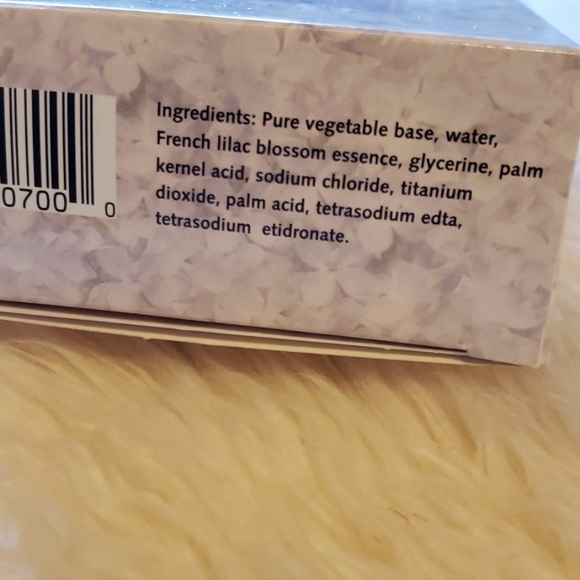 Ingredients: Pure vegetable base, water,
French lilac blossom essence, glycerine, palm
kernel acid, sodium chloride, titanium
dioxide, palm acid, tetrasodium edta,
tetrasodium etidronate.
0700 0